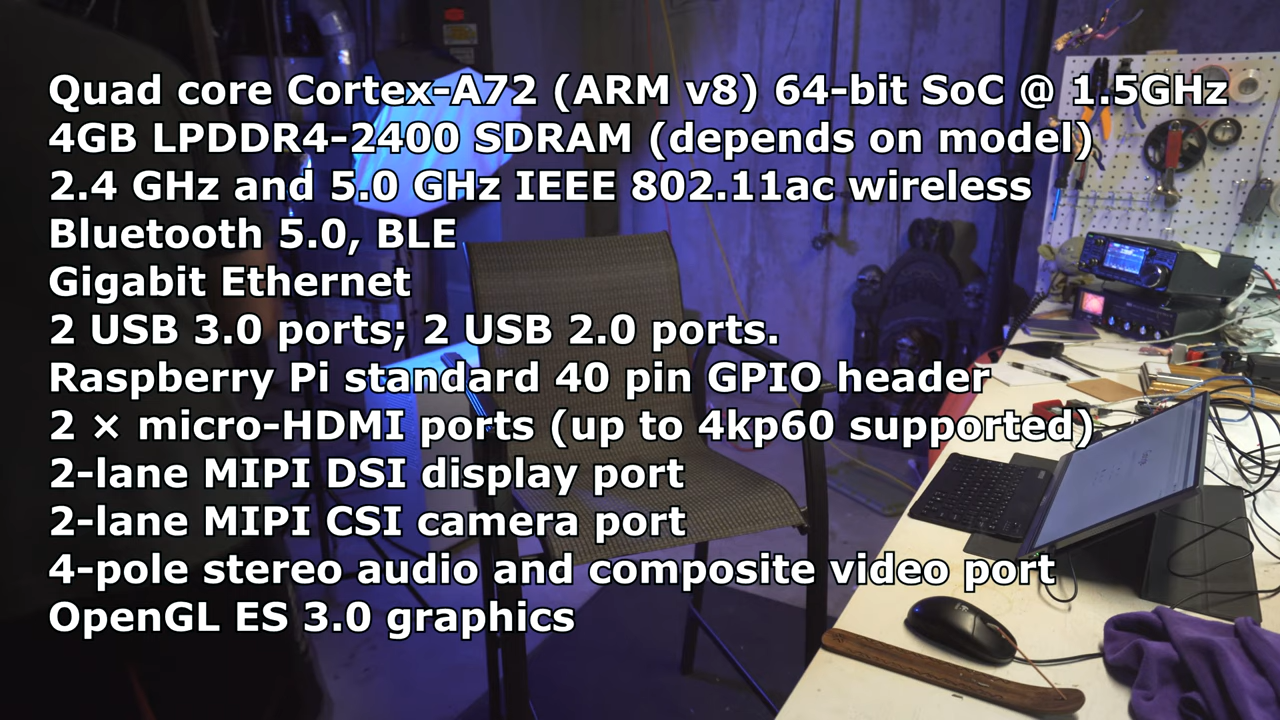 Quad core Cortex-A72 (ARM v8) 64-bit SoC @ 1.5GHz
4GB LPDDR4-2400 SDRAM (depends on model)
2.4 GHz and 5.0 GHz IEEE 802.11ac wireless
Bluetooth 5.0, BLE
Gigabit Ethernet
2 USB 3.0 ports; 2 USB 2.0 ports.
Raspberry Pi standard 40 pin GPIO header
2 × micro-HDMI ports (up to 4kp60 supported)
2-lane MIPI DSI display port
2-lane MIPI CSI camera port
4-pole stereo audio and composite video port
OpenGL ES 3.0 graphics